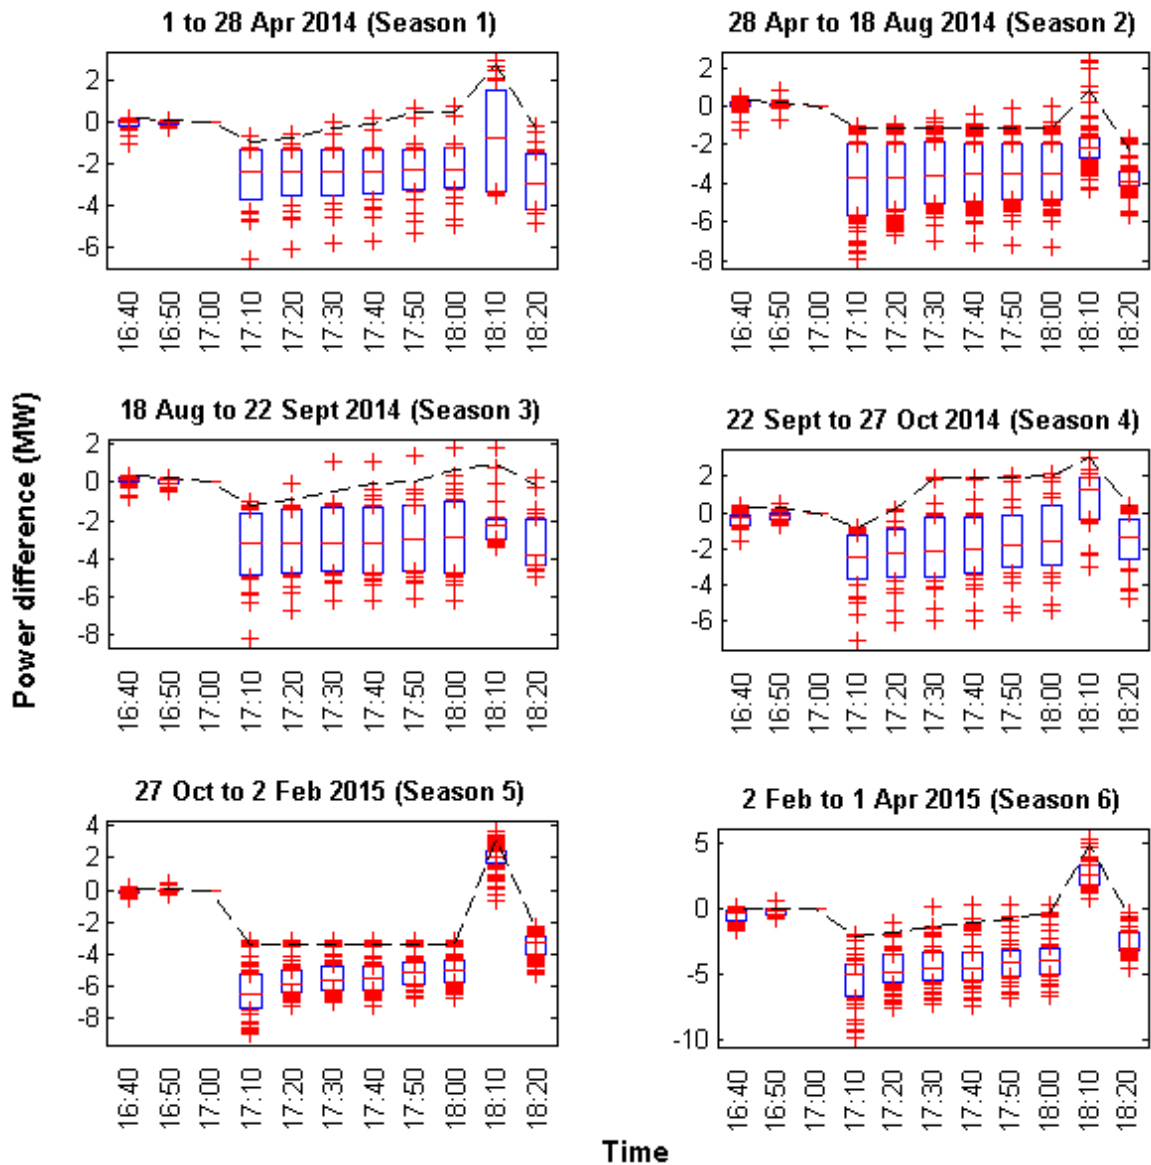 1 to 28 Apr 2014 (Season 1)
2
0
-2
-4
-6
16:40 16:50 17:00 17:10 17:20 17:30 17:40 17:50 18:00 18:10 18:20
28 Apr to 18 Aug 2014 (Season 2)
2
0
-2
-4
-6
-8
16:40 16:50 17:00 17:10 17:20 17:30 17:40 17:50 18:00 18:10 18:20
Power difference (MW)
18 Aug to 22 Sept 2014 (Season 3)
2
0
-2
-4
-6
-8
16:40 16:50 17:00 17:10 17:20 17:30 17:40 17:50 18:00 18:10 18:20
22 Sept to 27 Oct 2014 (Season 4)
2
0
-2
-4
-6
16:40 16:50 17:00 17:10 17:20 17:30 17:40 17:50 18:00 18:10 18:20
27 Oct to 2 Feb 2015 (Season 5)
4
2
0
-2
-4
-6
-8
16:40 16:50 17:00 17:10 17:20 17:30 17:40 17:50 18:00 18:10 18:20
2 Feb to 1 Apr 2015 (Season 6)
5
0
-5
-10
16:40 16:50 17:00 17:10 17:20 17:30 17:40 17:50 18:00 18:10 18:20
Time